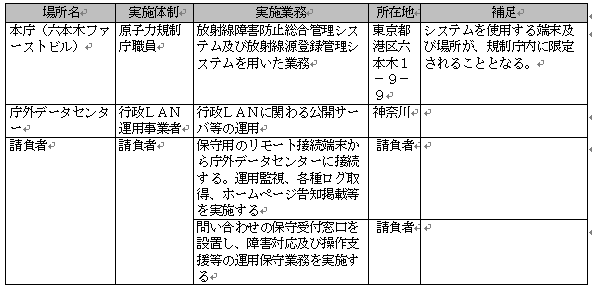 場所名 実施体制 実施業務 所在地 補足
本庁（六本木ファ
ーストビル）
原子力規制
庁職員
放射線障害防止総合管理シス
テム及び放射線源登録管理シ
ステムを用いた業務
東京都
港区六
本木１
－９－
９
システムを使用する端末及
び場所が、規制庁内に限定
されることとなる。
庁外データセンタ
ー
行政ＬＡＮ
運用事業者
行政ＬＡＮに関わる公開サー
バ等の運用
神奈川
請負者
請負者
保守用のリモート接続端末か
ら庁外データセンターに接続
する。運用監視、各種ログ取
得、ホームページ告知掲載等
を実施する
請負者
問い合わせの保守受付窓口を
設置し、障害対応及び操作支
援等の運用保守業務を実施す
る
請負者